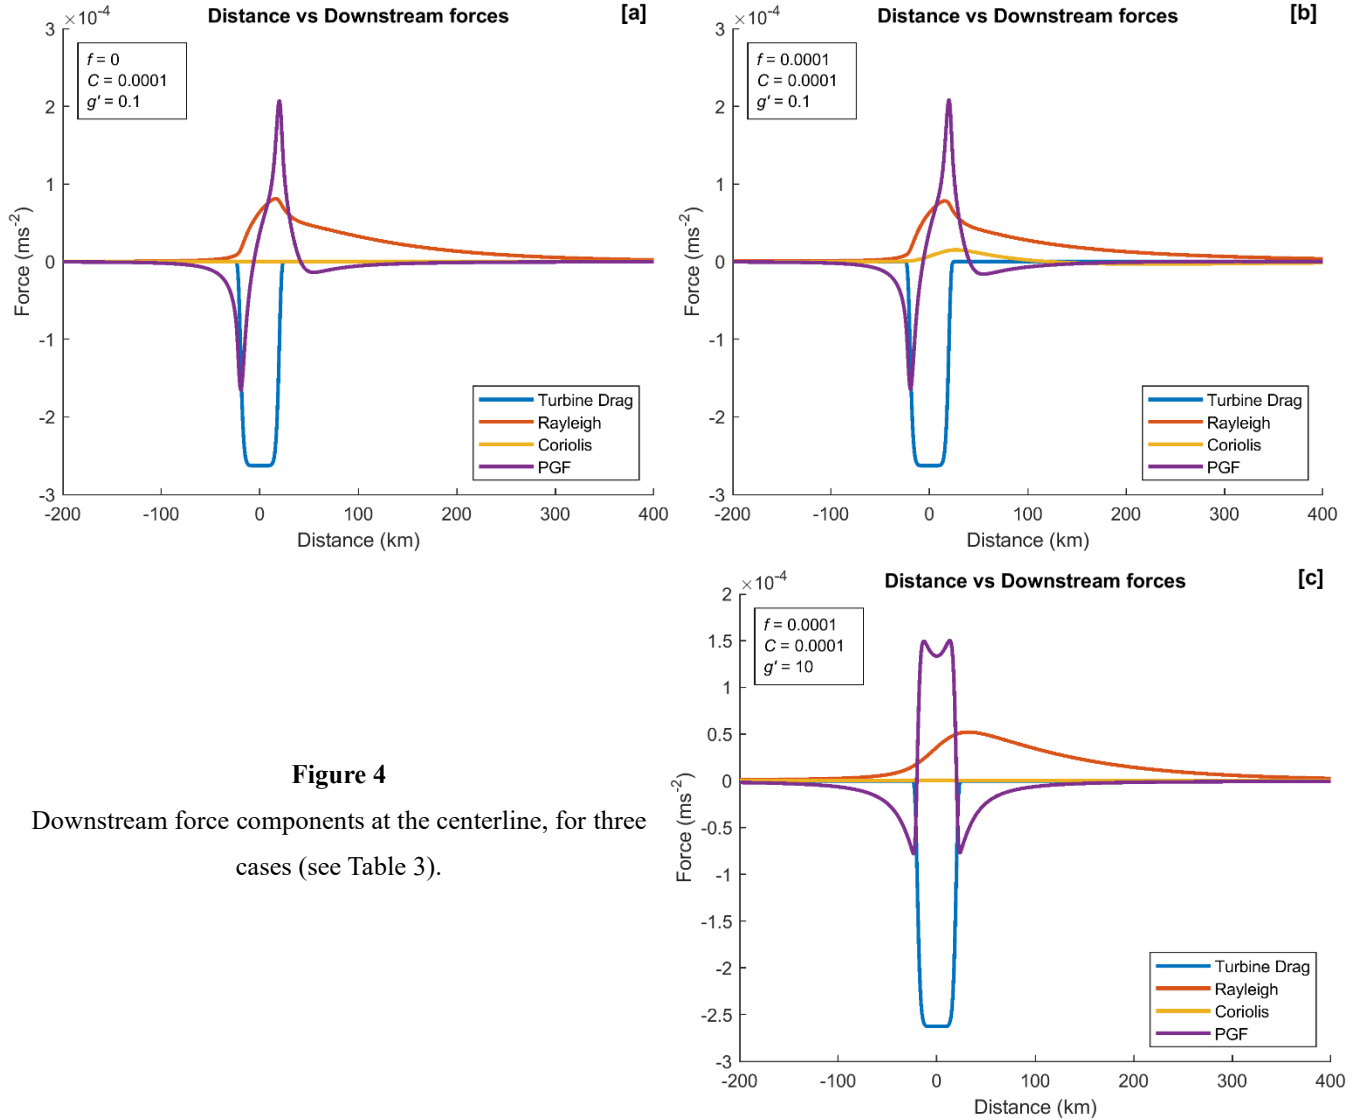 Distance vs Downstream forces
[a]
×10-4
f = 0
C = 0.0001
g' = 0.1
3
2
1
0
-1
-2
-3
Force (ms-2)
Turbine Drag
Rayleigh
Coriolis
PGF
-200
-100
0
100
200
300
400
Distance (km)
Distance vs Downstream forces
[b]
×10-4
f = 0.0001
C = 0.0001
g' = 0.1
3
2
1
0
-1
-2
-3
Force (ms-2)
Turbine Drag
Rayleigh
Coriolis
PGF
-200
-100
0
100
200
300
400
Distance (km)
Figure 4
Downstream force components at the centerline, for three
cases (see Table 3).
Distance vs Downstream forces
[c]
×10-4
f = 0.0001
C = 0.0001
g' = 10
2
1.5
1
0.5
0
-0.5
-1
-1.5
-2
-2.5
-3
Force (ms-2)
Turbine Drag
Rayleigh
Coriolis
PGF
-200
-100
0
100
200
300
400
Distance (km)